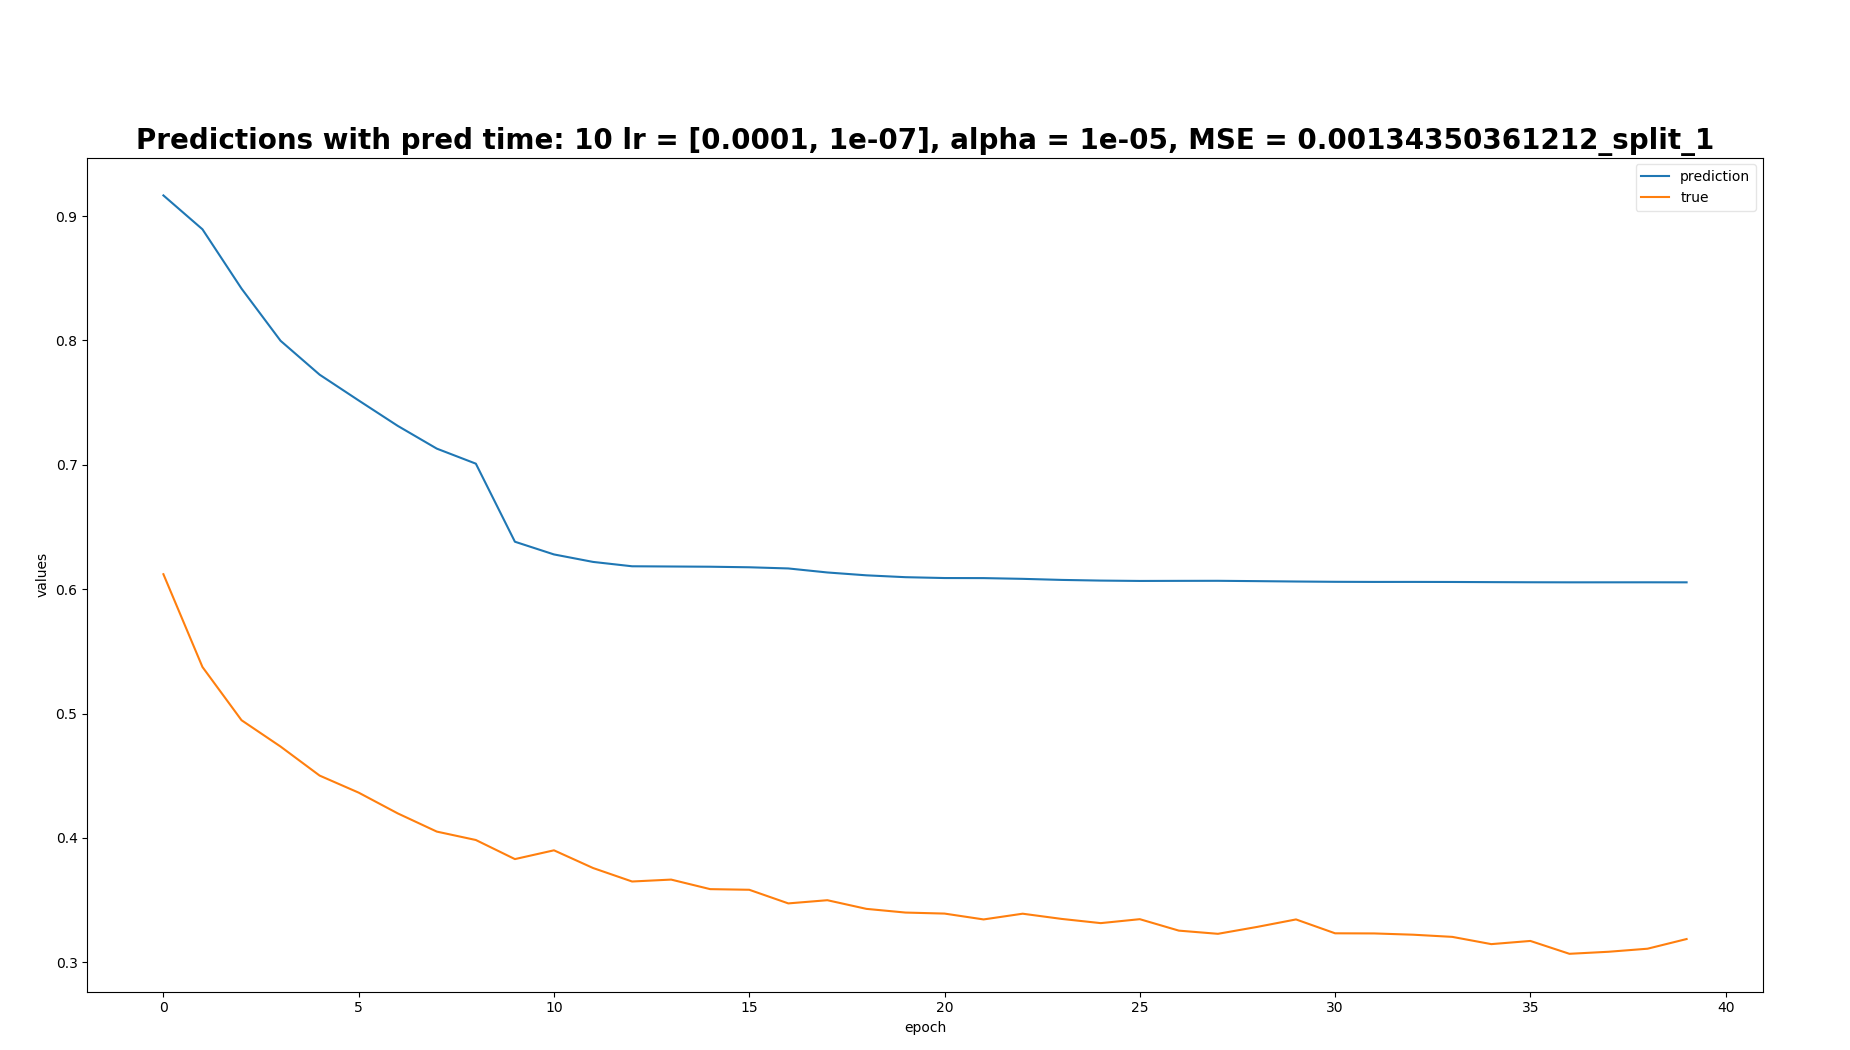 Predictions with pred time: 10 lr = [0.0001, 1e-07], alpha = 1e-05, MSE = 0.00134350361212_split_1
prediction
true
0.9
0.8
0.7
0.6
0.5
0.4
0.3
values
0 5 10 15 20 25 30 35 40
epoch